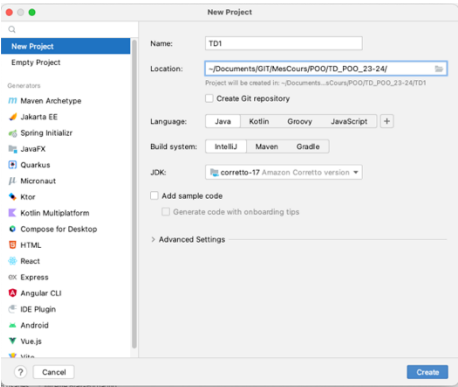 New Project
New Project
Empty Project
Generators
Maven Archetype
Jakarta EE
Spring Initializr
JavaFX
Quarkus
Micronaut
Ktor
Kotlin Multiplatform
Compose for Desktop
HTML
React
Express
Angular CLI
IDE Plugin
Android
Vue.js
Vite
Name: TD1
Location: ~/Documents/GIT/MesCours/POO/TD_POO_23-24/
Project will be created in: ~/Documents...sCours/POO/TD_POO_23-24/TD1
Create Git repository
Language: Java Kotlin Groovy JavaScript +
Build system: IntelliJ Maven Gradle
JDK: corretto-17 Amazon Corretto version
Add sample code
Generate code with onboarding tips
> Advanced Settings
? Cancel Create